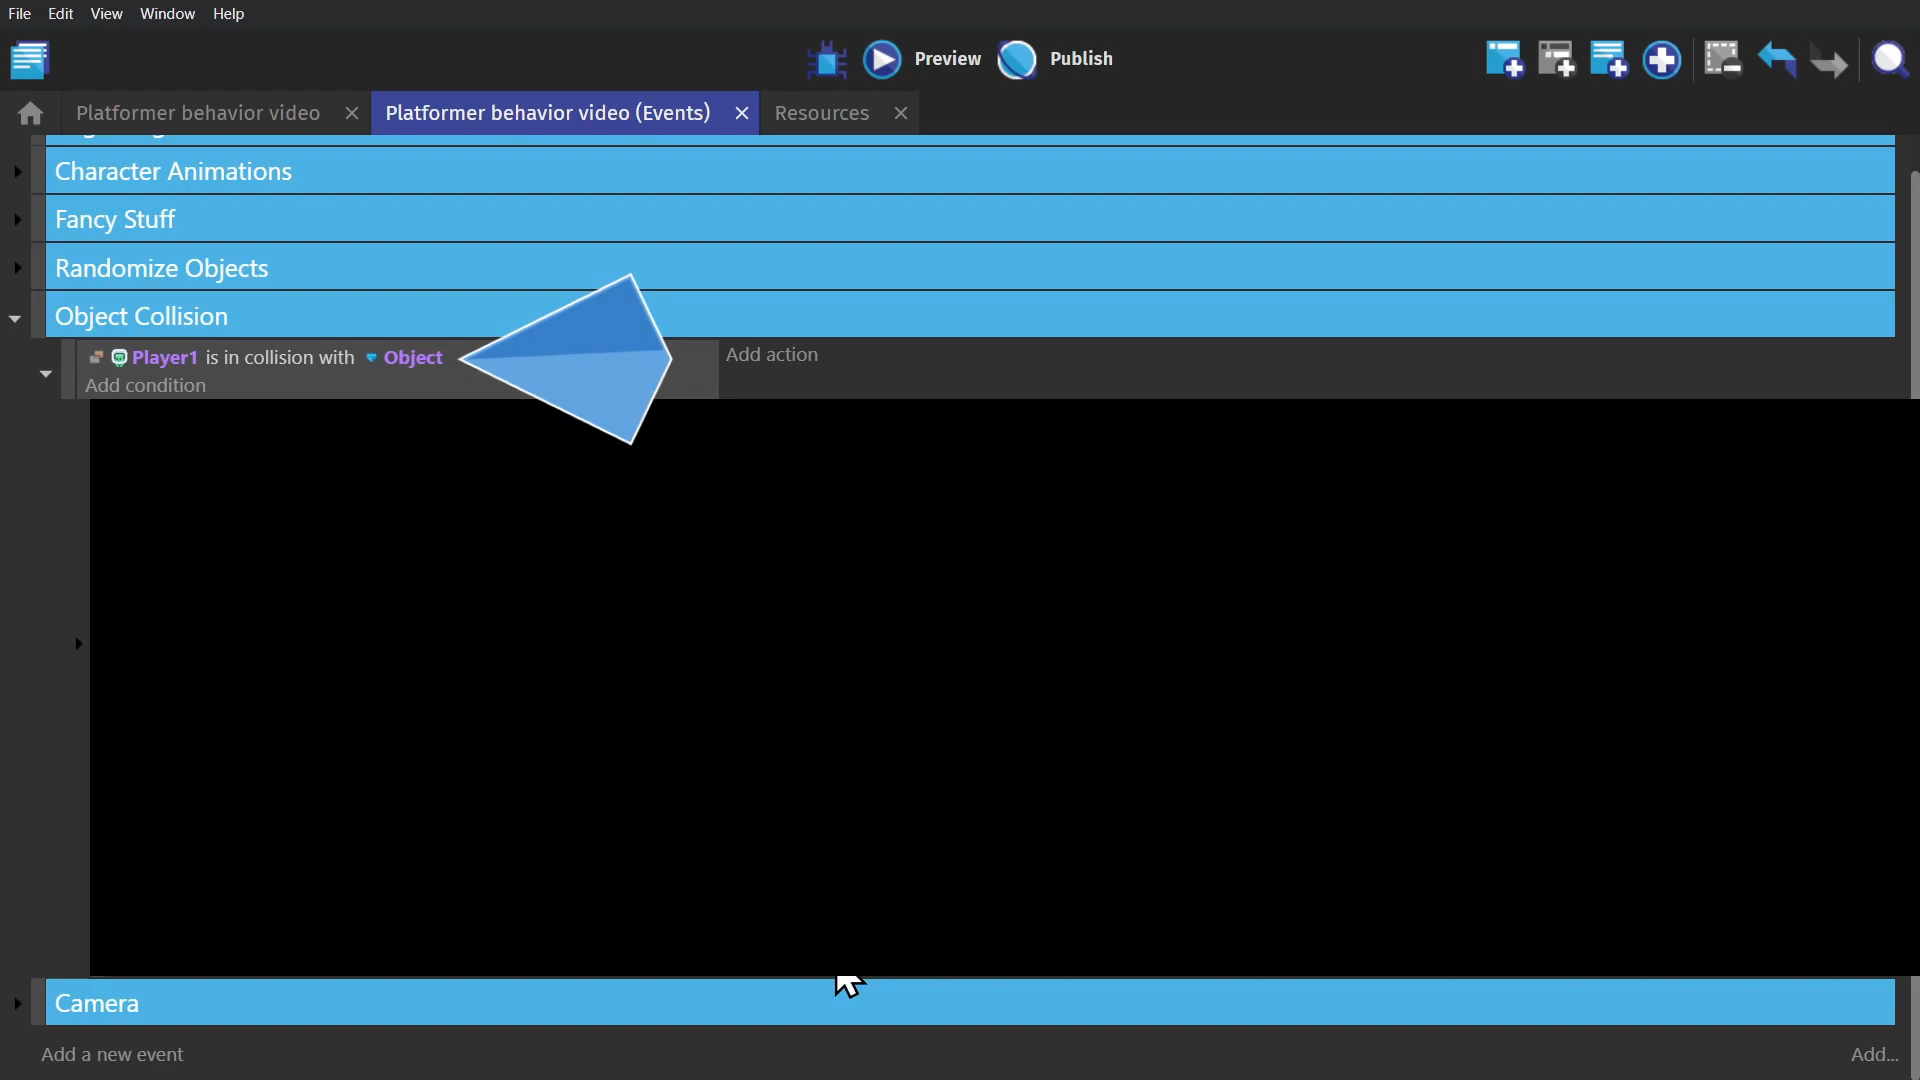 File Edit View Window Help
Preview Publish
Platformer behavior video Platformer behavior video (Events) Resources
Character Animations
Fancy Stuff
Randomize Objects
Object Collision
Player1 is in collision with Object Add action
Add condition
Camera
Add a new event Add...